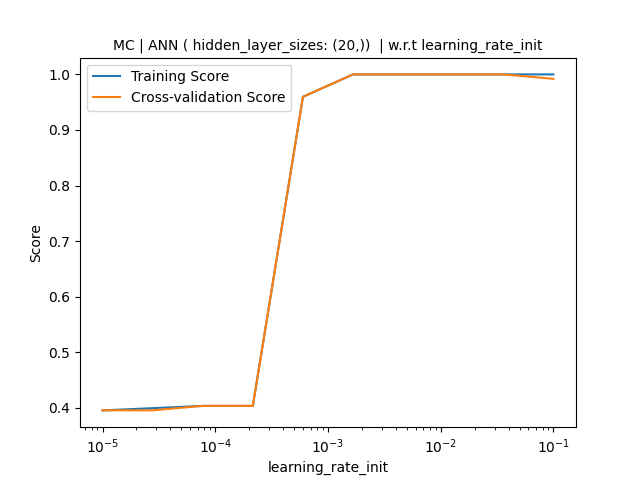 MC | ANN ( hidden_layer_sizes: (20,))  | w.r.t learning_rate_init
Training Score
Cross-validation Score
Score
1.0
0.9
0.8
0.7
0.6
0.5
0.4
10⁻⁵ 10⁻⁴ 10⁻³ 10⁻² 10⁻¹
learning_rate_init